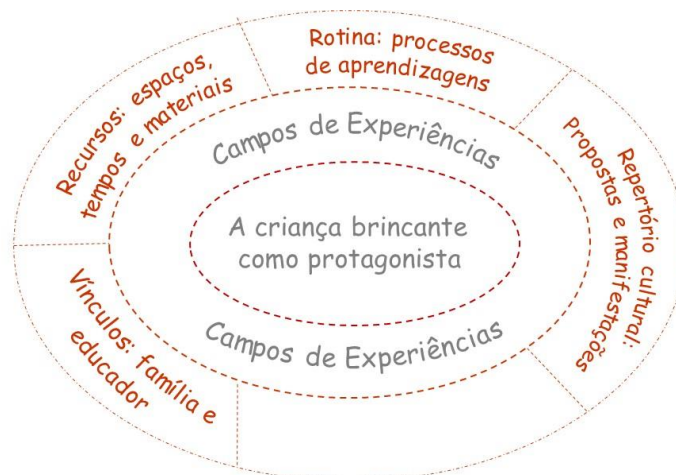 Rotina: processos
de aprendizagens
Recursos: espaços,
tempos e materiais
Repertório cultural:
Propostas e manifestações
Campos de Experiências
A criança brincante
como protagonista
Campos de Experiências
Vínculos: família e
educador